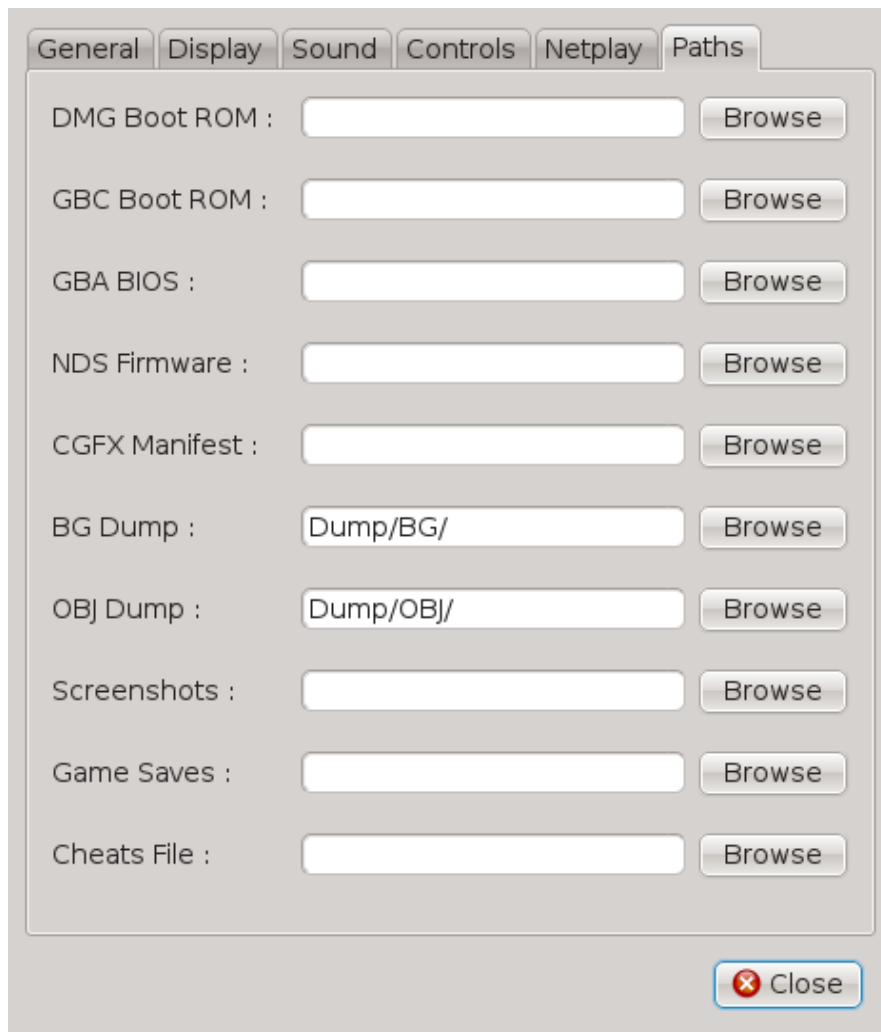 General Display Sound Controls Netplay Paths
DMG Boot ROM : Browse
GBC Boot ROM : Browse
GBA BIOS : Browse
NDS Firmware : Browse
CGFX Manifest : Browse
BG Dump : Dump/BG/ Browse
OBJ Dump : Dump/OBJ/ Browse
Screenshots : Browse
Game Saves : Browse
Cheats File : Browse
Close